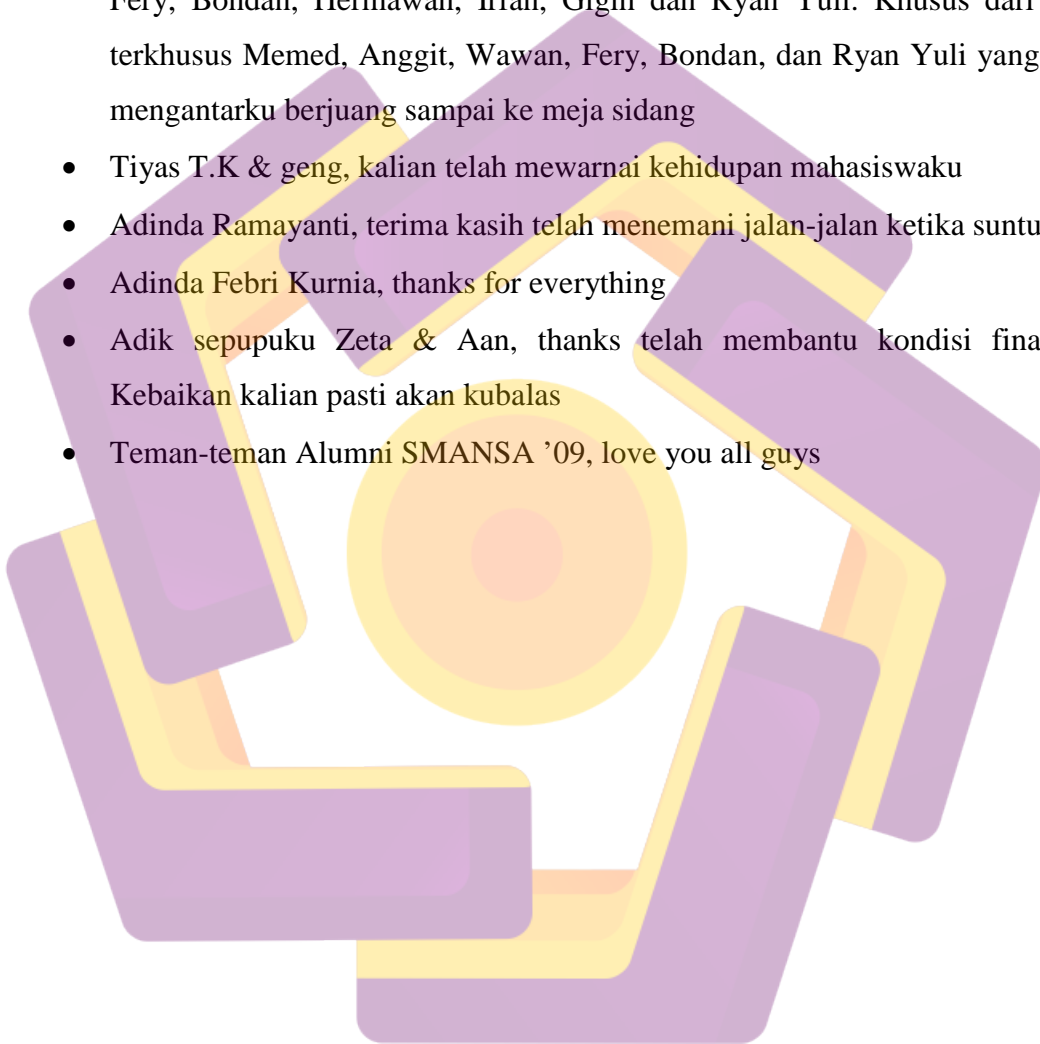 Fery, Bondan, Hermawan, Irfan, Gigih dan Ryan Yuli. Khusus dari
terkhusus Memed, Anggit, Wawan, Fery, Bondan, dan Ryan Yuli yang
mengantarku berjuang sampai ke meja sidang
• Tiyas T.K & geng, kalian telah mewarnai kehidupan mahasiswaku
• Adinda Ramayanti, terima kasih telah menemani jalan-jalan ketika suntu
• Adinda Febri Kurnia, thanks for everything
• Adik sepupuku Zeta & Aan, thanks telah membantu kondisi fina
Kebaikan kalian pasti akan kubalas
• Teman-teman Alumni SMANSA ’09, love you all guys